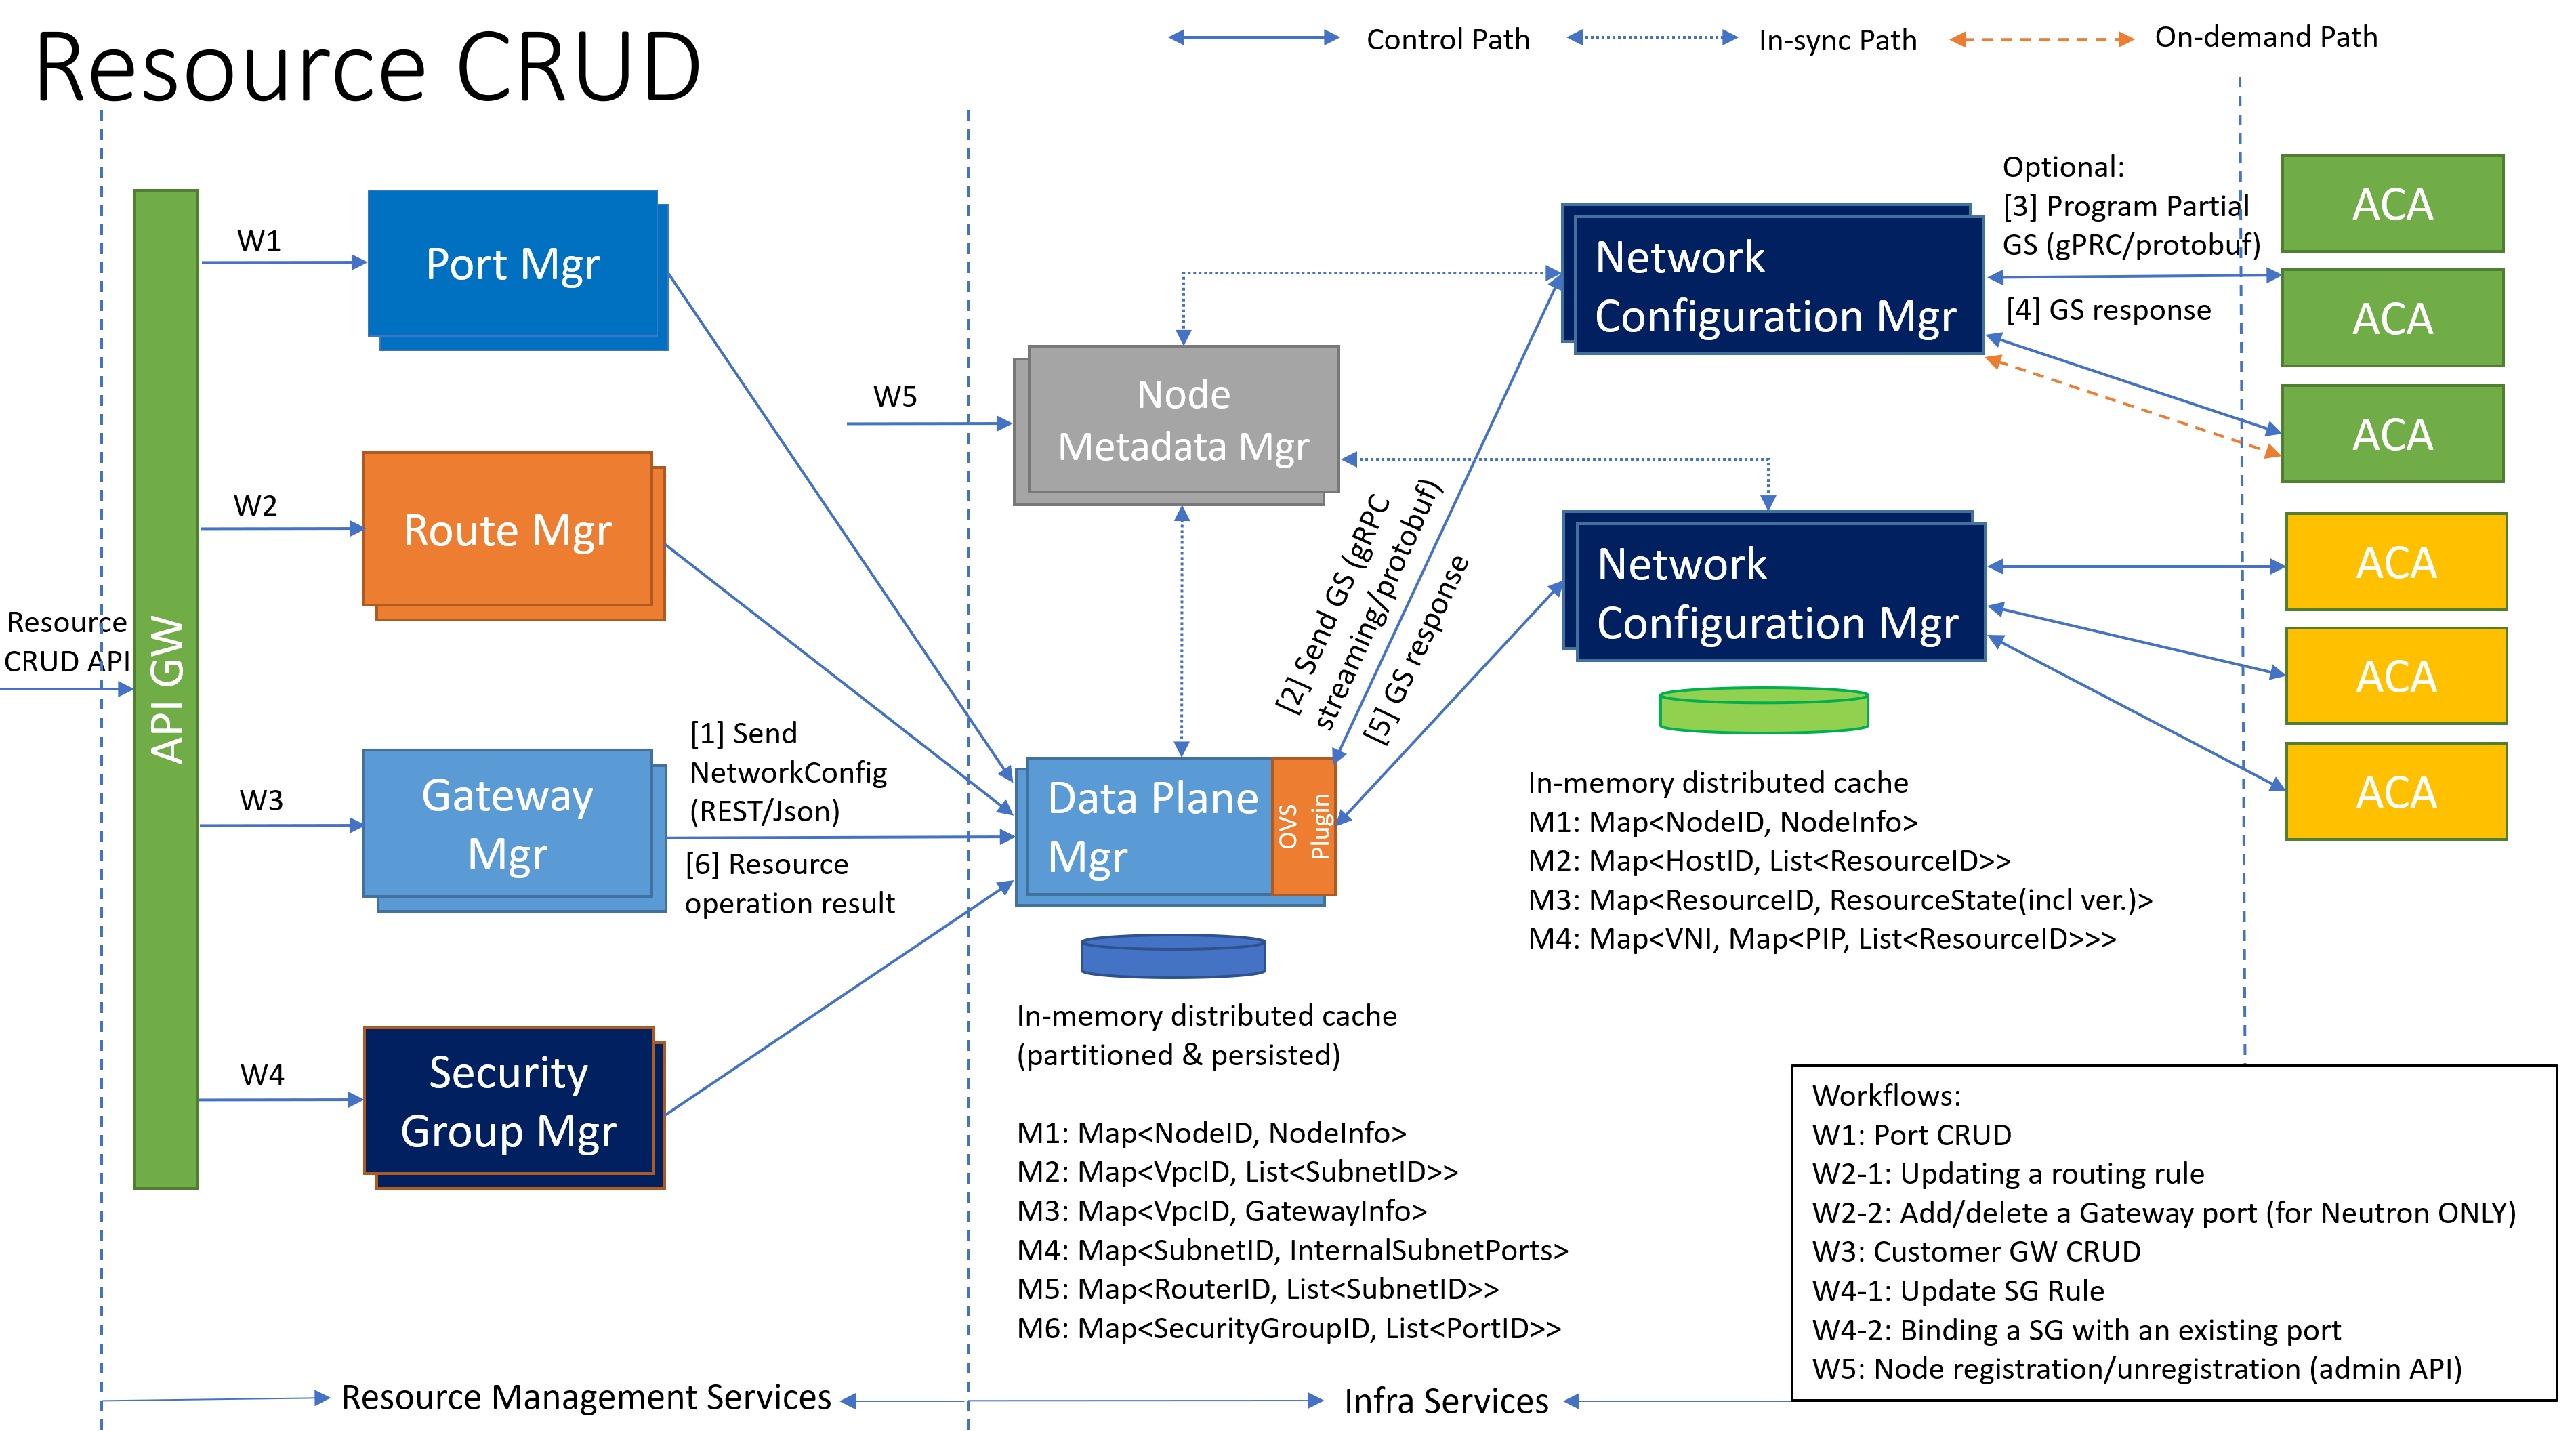 Resource CRUD
Control Path
In-sync Path
On-demand Path
Resource
CRUD API
API GW
W1
Port Mgr
W2
Route Mgr
W3
Gateway
Mgr
W4
Security
Group Mgr
[1] Send
NetworkConfig
(REST/Json)
[6] Resource
operation result
W5
Node
Metadata Mgr
Data Plane
Mgr
OVS
Plugin
[2] Send GS (gRPC
streaming/protobuf)
[5] GS response
Network
Configuration Mgr
Network
Configuration Mgr
Optional:
[3] Program Partial
GS (gPRC/protobuf)
[4] GS response
ACA
ACA
ACA
ACA
ACA
ACA
In-memory distributed cache
M1: Map<NodeID, NodeInfo>
M2: Map<HostID, List<ResourceID>>
M3: Map<ResourceID, ResourceState(incl ver.)>
M4: Map<VNI, Map<PIP, List<ResourceID>>>
In-memory distributed cache
(partitioned & persisted)
M1: Map<NodeID, NodeInfo>
M2: Map<VpcID, List<SubnetID>>
M3: Map<VpcID, GatewayInfo>
M4: Map<SubnetID, InternalSubnetPorts>
M5: Map<RouterID, List<SubnetID>>
M6: Map<SecurityGroupID, List<PortID>>
Workflows:
W1: Port CRUD
W2-1: Updating a routing rule
W2-2: Add/delete a Gateway port (for Neutron ONLY)
W3: Customer GW CRUD
W4-1: Update SG Rule
W4-2: Binding a SG with an existing port
W5: Node registration/unregistration (admin API)
Resource Management Services
Infra Services